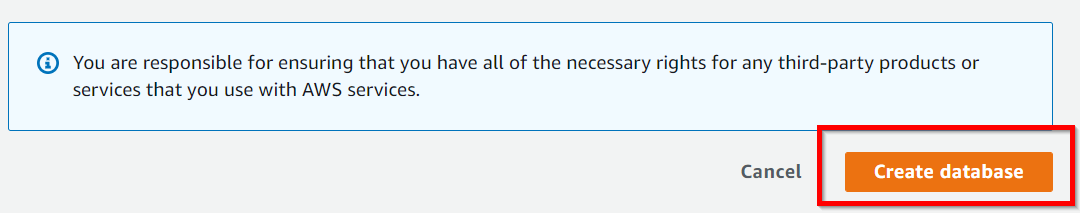 You are responsible for ensuring that you have all of the necessary rights for any third-party products or
services that you use with AWS services.
Cancel
Create database